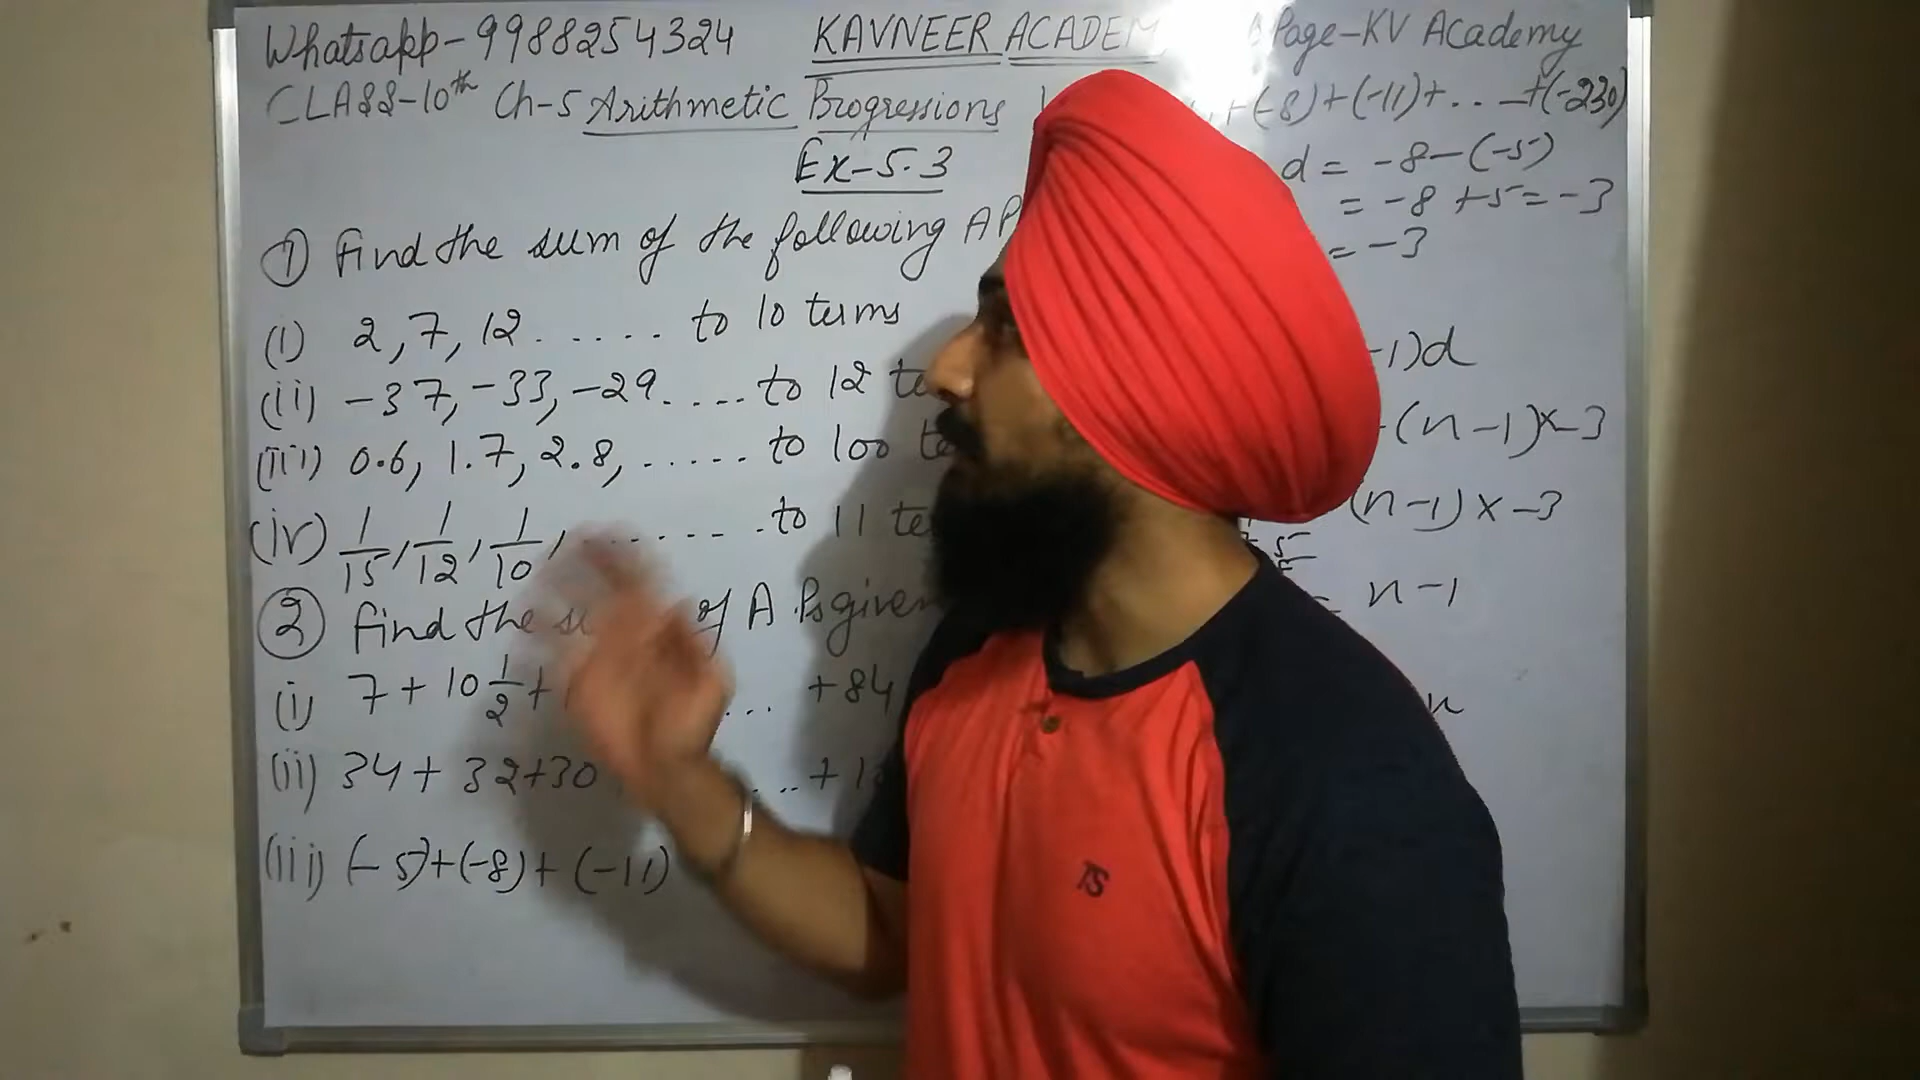 Whatsapp-9988254324 KAVNEER ACADEM Page-KV Academy
CLASS-10th Ch-5 Arithmetic Progressions
Ex-5.3
① Find the sum of the following AP
(i) 2, 7, 12 ..... to 10 terms
(ii) -37, -33, -29..... to 12 te
(iii) 0.6, 1.7, 2.8, ...... to 100 te
(iv) 1/15, 1/12, 1/10, ....... to 11 te
② Find the of A.Ps given
(i) 7 + 10 1/2 + ... +84
(ii) 34 + 32+30 ... +
(iii) (-5)+(-8)+(-11)
+(-8)+(-11)+...+(-230)
d = -8-(-5)
= -8+5=-3
= -3
-1)d
(n-1)x-3
(n-1)x-3
5
= n-1
n
TS